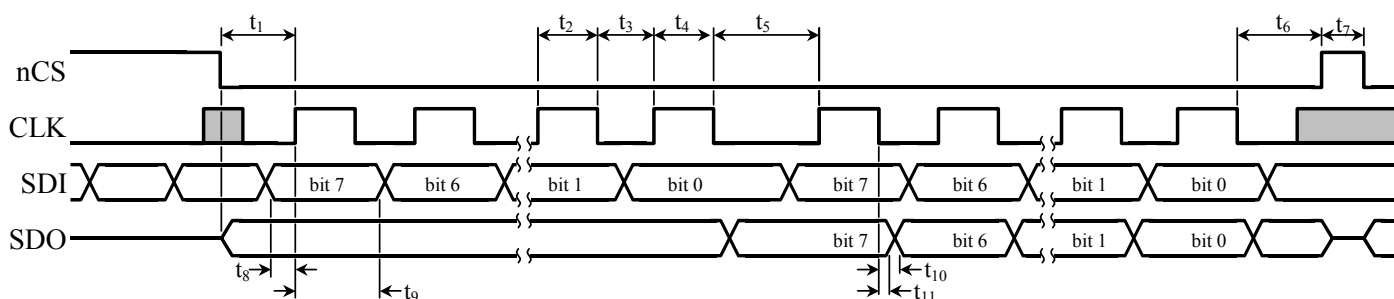 t1 t2 t3 t4 t5 t6 t7
nCS
CLK
SDI bit 7 bit 6 bit 1 bit 0 bit 7 bit 6 bit 1 bit 0
SDO bit 7 bit 6 bit 1 bit 0
t8 t10
t9 t11